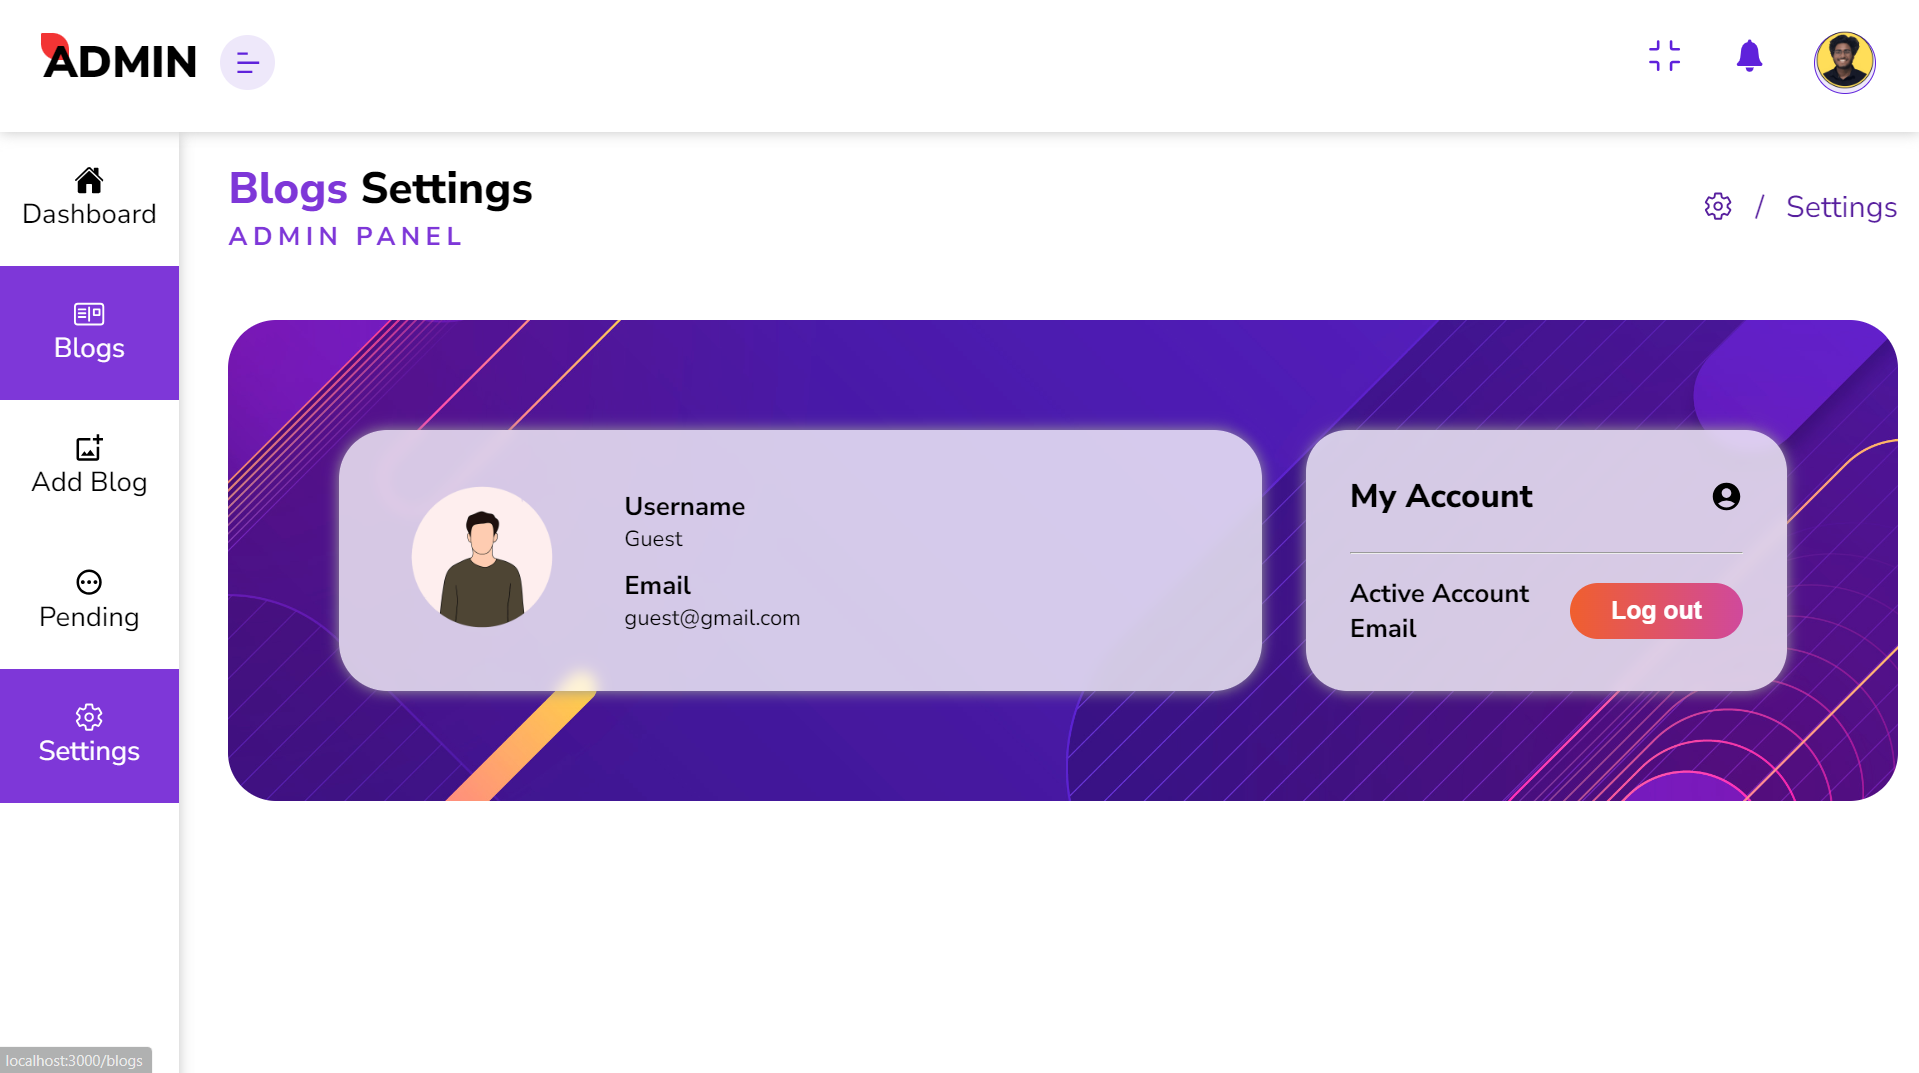 ADMIN
Dashboard
Blogs
Add Blog
Pending
Settings
Blogs Settings
ADMIN PANEL
/ Settings
Username
Guest
Email
guest@gmail.com
My Account
Active Account
Email
Log out
localhost:3000/blogs